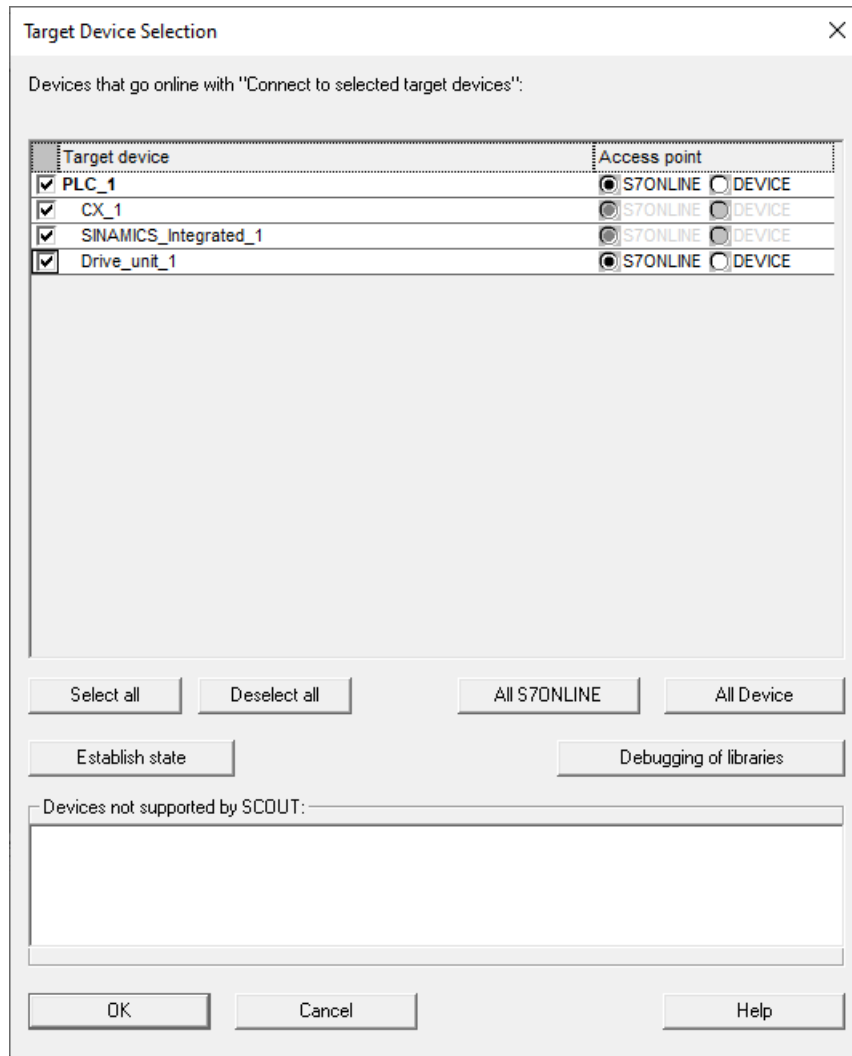 Target Device Selection
Devices that go online with "Connect to selected target devices":
Target device Access point
PLC_1 S7ONLINE DEVICE
CX_1 S7ONLINE DEVICE
SINAMICS_Integrated_1 S7ONLINE DEVICE
Drive_unit_1 S7ONLINE DEVICE
Select all Deselect all All S7ONLINE All Device
Establish state Debugging of libraries
Devices not supported by SCOUT:
OK Cancel Help